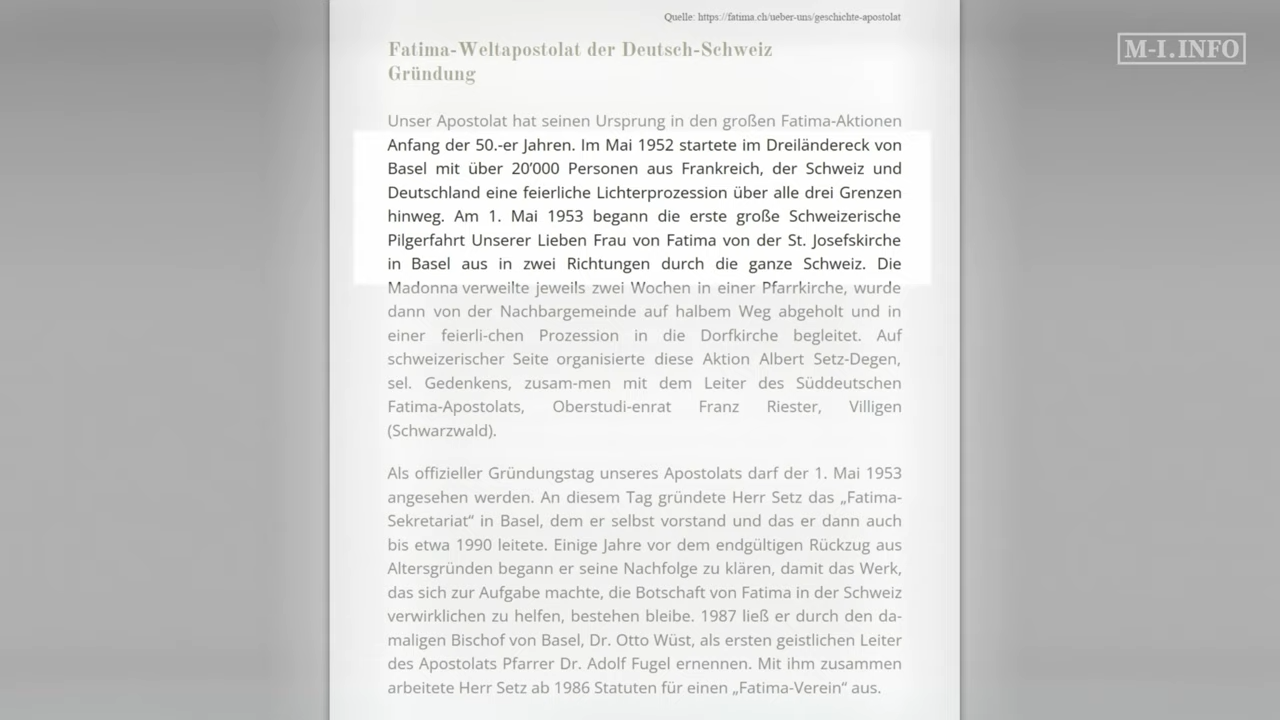 Quelle: https://fatima.ch/ueber-uns/geschichte-apostolat
M-I.INFO
Fatima-Weltapostolat der Deutsch-Schweiz
Gründung
Unser Apostolat hat seinen Ursprung in den großen Fatima-Aktionen
Anfang der 50.-er Jahren. Im Mai 1952 startete im Dreiländereck von
Basel mit über 20’000 Personen aus Frankreich, der Schweiz und
Deutschland eine feierliche Lichterprozession über alle drei Grenzen
hinweg. Am 1. Mai 1953 begann die erste große Schweizerische
Pilgerfahrt Unserer Lieben Frau von Fatima von der St. Josefskirche
in Basel aus in zwei Richtungen durch die ganze Schweiz. Die
Madonna verweilte jeweils zwei Wochen in einer Pfarrkirche, wurde
dann von der Nachbargemeinde auf halbem Weg abgeholt und in
einer feierli-chen Prozession in die Dorfkirche begleitet. Auf
schweizerischer Seite organisierte diese Aktion Albert Setz-Degen,
sel. Gedenkens, zusam-men mit dem Leiter des Süddeutschen
Fatima-Apostolats, Oberstudi-enrat Franz Riester, Villigen
(Schwarzwald).
Als offizieller Gründungstag unseres Apostolats darf der 1. Mai 1953
angesehen werden. An diesem Tag gründete Herr Setz das „Fatima-
Sekretariat“ in Basel, dem er selbst vorstand und das er dann auch
bis etwa 1990 leitete. Einige Jahre vor dem endgültigen Rückzug aus
Altersgründen begann er seine Nachfolge zu klären, damit das Werk,
das sich zur Aufgabe machte, die Botschaft von Fatima in der Schweiz
verwirklichen zu helfen, bestehen bleibe. 1987 ließ er durch den da-
maligen Bischof von Basel, Dr. Otto Wüst, als ersten geistlichen Leiter
des Apostolats Pfarrer Dr. Adolf Fugel ernennen. Mit ihm zusammen
arbeitete Herr Setz ab 1986 Statuten für einen „Fatima-Verein“ aus.